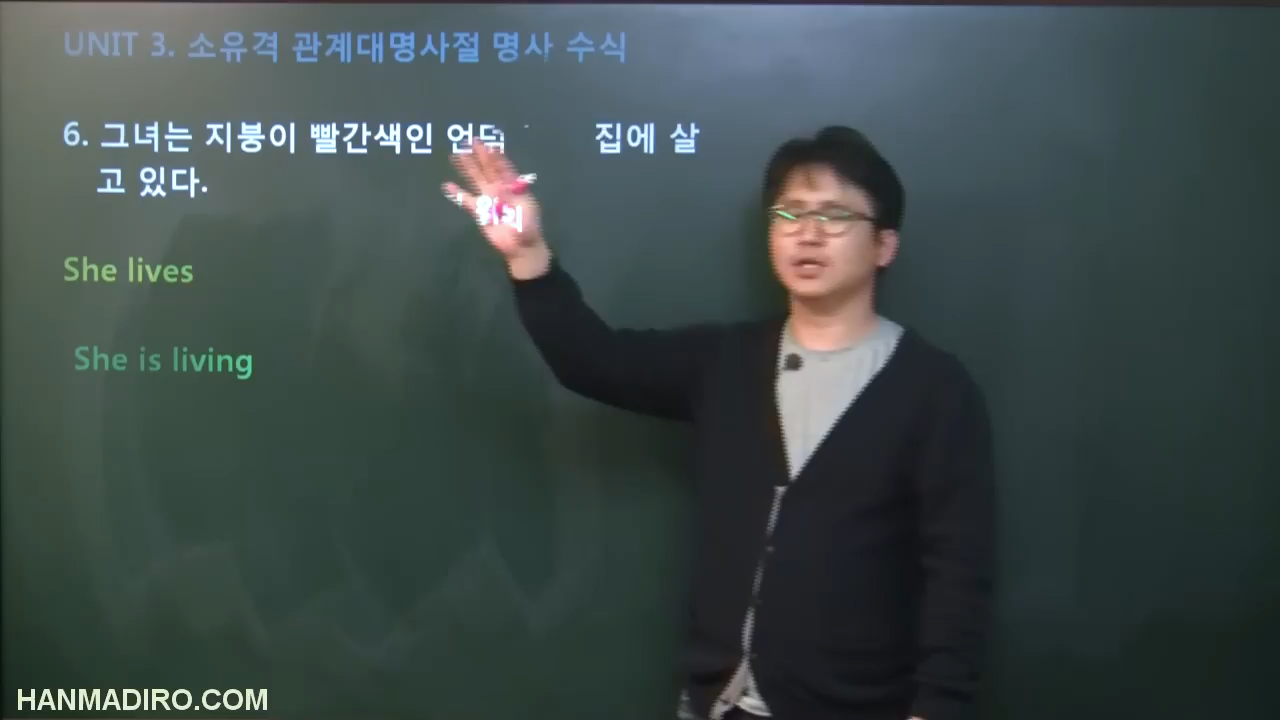 UNIT 3. 소유격 관계대명사절 명사 수식
6. 그녀는 지붕이 빨간색인 집에 살
고 있다.
She lives
She is living
HANMADIRO.COM